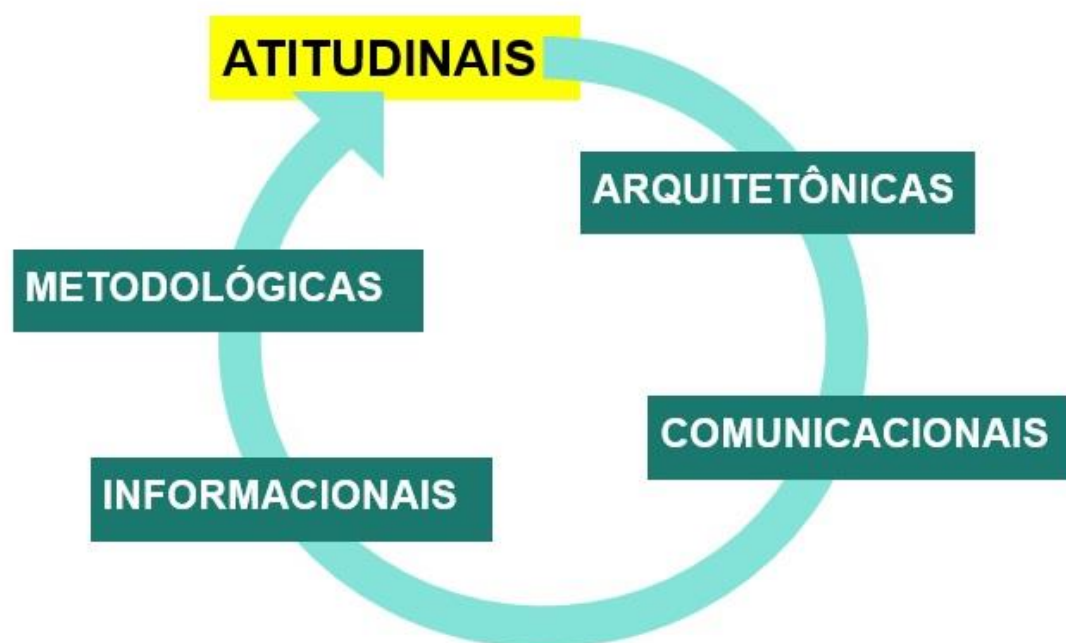 ATITUDINAIS
ARQUITETÔNICAS
METODOLÓGICAS
COMUNICACIONAIS
INFORMACIONAIS